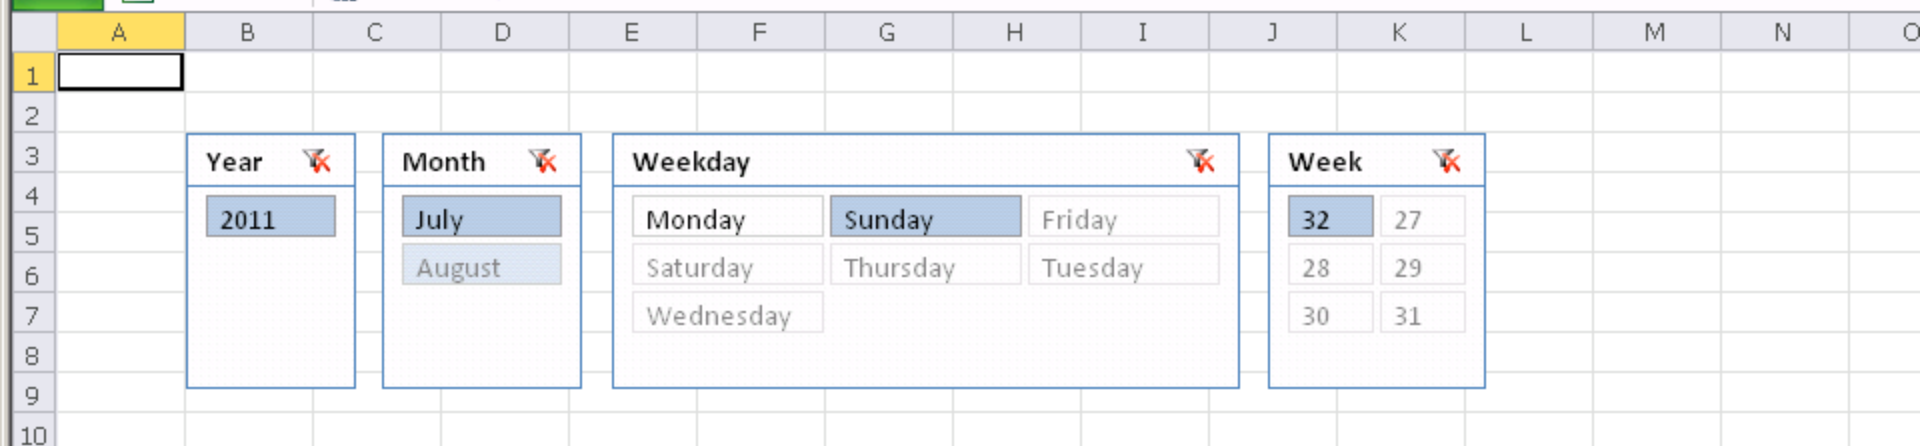 A B C D E F G H I J K L M N O
1
2
3
Year Month Weekday Week
4
2011 July Monday Sunday Friday 32 27
5
August Saturday Thursday Tuesday 28 29
6
Wednesday 30 31
7
8
9
10